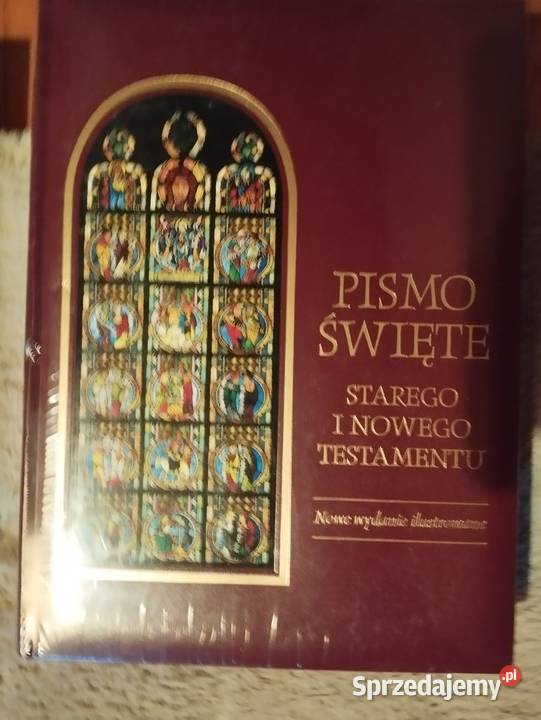 PISMO
ŚWIĘTE
STAREGO
I NOWEGO
TESTAMENTU
Nowe wydanie ilustrowane
Sprzedajemy.pl